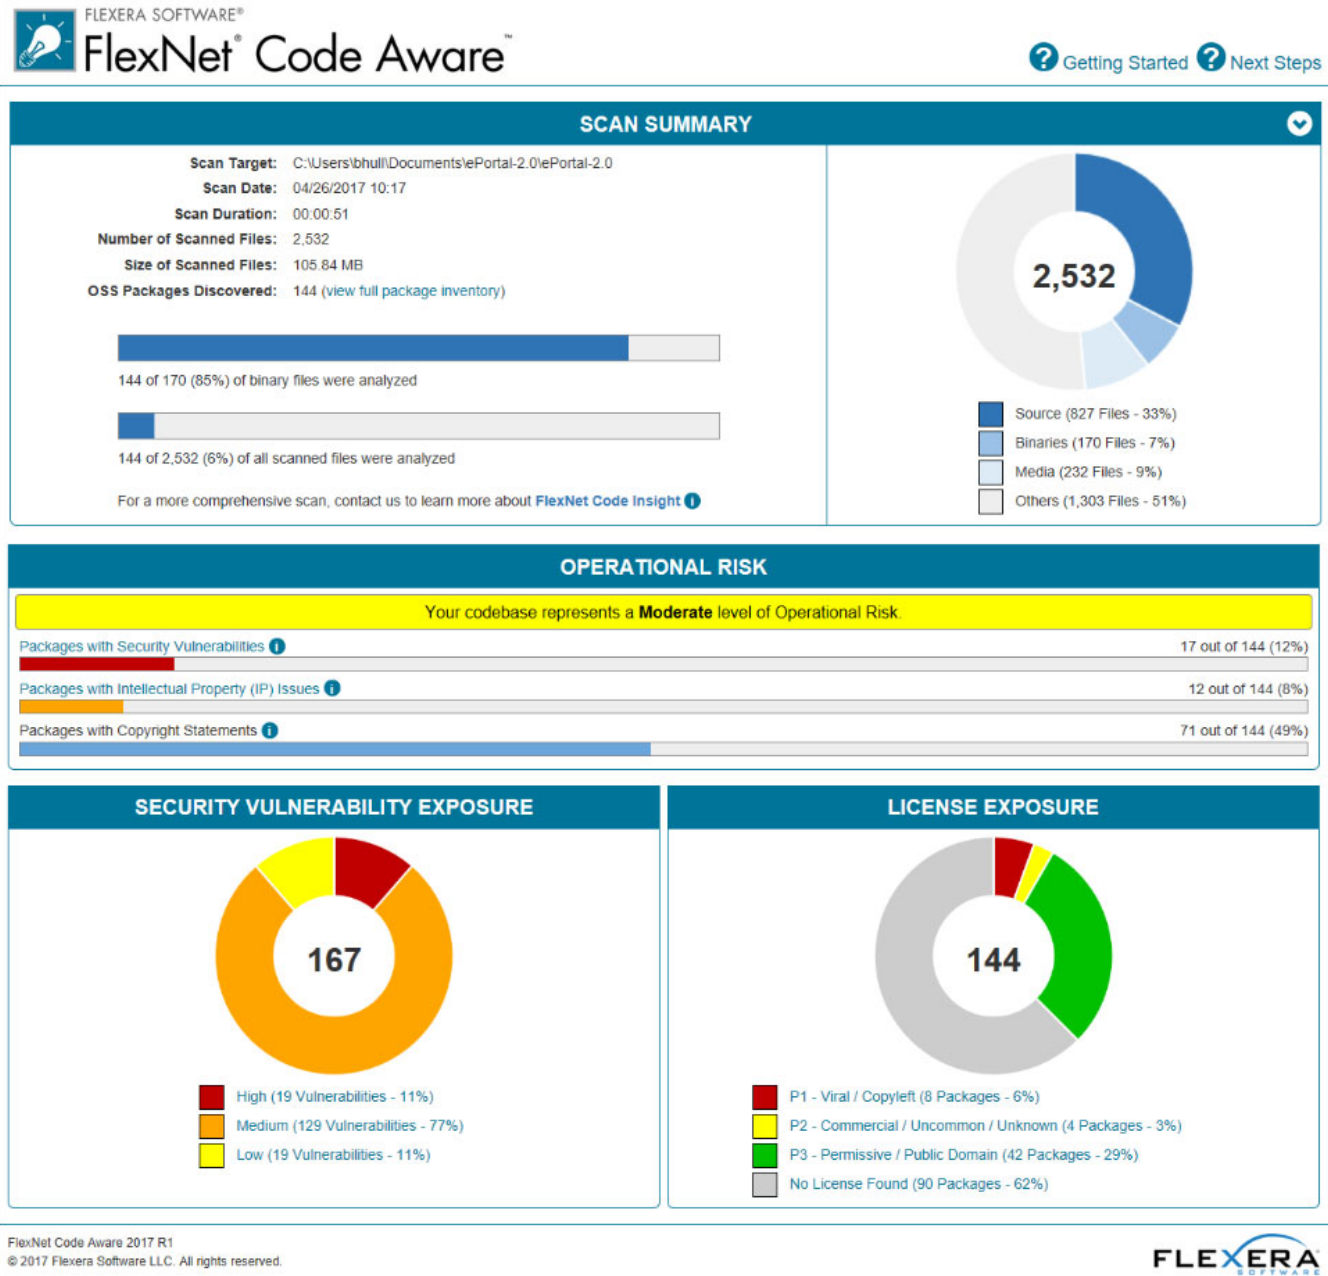 FLEXERA SOFTWARE®
FlexNet® Code Aware™
Getting Started Next Steps
SCAN SUMMARY
Scan Target: C:\Users\bhull\Documents\ePortal-2.0\ePortal-2.0
Scan Date: 04/26/2017 10:17
Scan Duration: 00:00:51
Number of Scanned Files: 2,532
Size of Scanned Files: 105.84 MB
OSS Packages Discovered: 144 (view full package inventory)
144 of 170 (85%) of binary files were analyzed
144 of 2,532 (6%) of all scanned files were analyzed
For a more comprehensive scan, contact us to learn more about FlexNet Code Insight
2,532
Source (827 Files - 33%)
Binaries (170 Files - 7%)
Media (232 Files - 9%)
Others (1,303 Files - 51%)
OPERATIONAL RISK
Your codebase represents a Moderate level of Operational Risk.
Packages with Security Vulnerabilities 17 out of 144 (12%)
Packages with Intellectual Property (IP) Issues 12 out of 144 (8%)
Packages with Copyright Statements 71 out of 144 (49%)
SECURITY VULNERABILITY EXPOSURE
167
High (19 Vulnerabilities - 11%)
Medium (129 Vulnerabilities - 77%)
Low (19 Vulnerabilities - 11%)
LICENSE EXPOSURE
144
P1 - Viral / Copyleft (8 Packages - 6%)
P2 - Commercial / Uncommon / Unknown (4 Packages - 3%)
P3 - Permissive / Public Domain (42 Packages - 29%)
No License Found (90 Packages - 62%)
FlexNet Code Aware 2017 R1
© 2017 Flexera Software LLC. All rights reserved.
FLEXERA
SOFTWARE